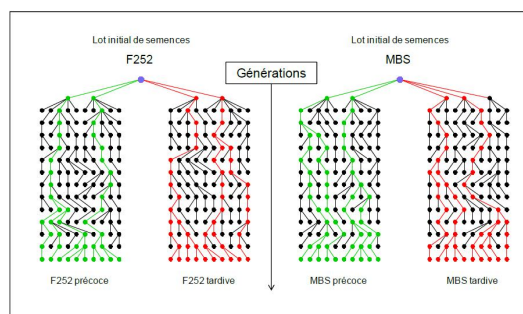 Lot initial de semences
F252
Lot initial de semences
MBS
Générations
F252 précoce
F252 tardive
MBS précoce
MBS tardive